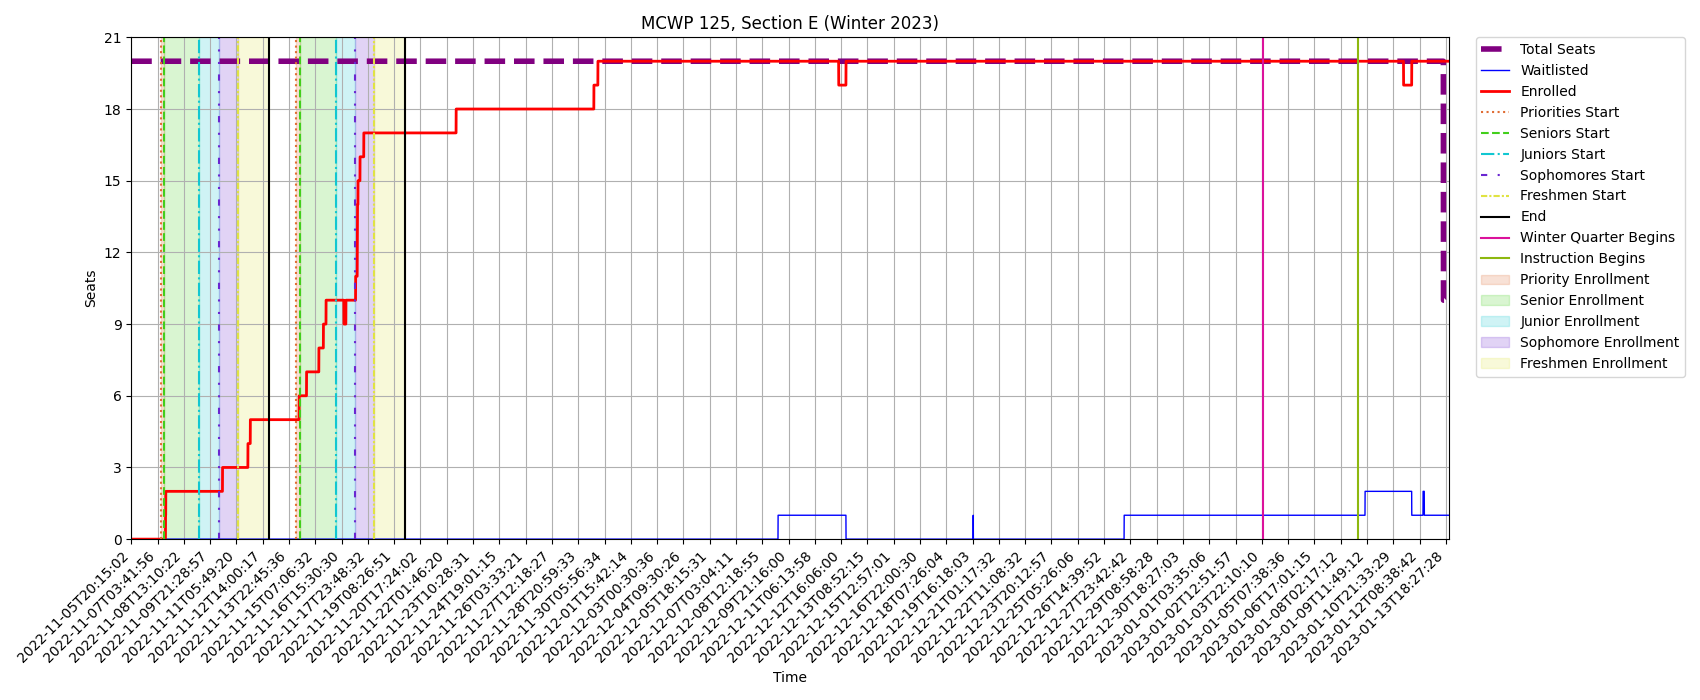 MCWP 125, Section E (Winter 2023)
21
18
15
12
9
6
3
0
Seats
2022-11-05T20:15:02
2022-11-07T03:41:56
2022-11-08T13:10:22
2022-11-09T21:28:57
2022-11-11T05:49:20
2022-11-12T14:00:17
2022-11-13T22:45:36
2022-11-15T07:06:32
2022-11-16T15:30:30
2022-11-17T23:48:32
2022-11-19T08:26:51
2022-11-20T17:24:02
2022-11-22T01:46:20
2022-11-23T10:28:31
2022-11-24T19:01:15
2022-11-26T03:33:21
2022-11-27T12:18:27
2022-11-28T20:59:33
2022-11-30T05:56:34
2022-12-01T15:42:14
2022-12-03T00:30:36
2022-12-04T09:30:26
2022-12-05T18:15:31
2022-12-07T03:04:11
2022-12-08T12:18:55
2022-12-09T21:16:00
2022-12-11T06:13:58
2022-12-12T16:06:00
2022-12-13T08:52:15
2022-12-15T12:57:01
2022-12-16T22:00:30
2022-12-18T07:26:04
2022-12-19T16:18:03
2022-12-21T01:17:32
2022-12-22T11:08:32
2022-12-23T20:12:57
2022-12-25T05:26:06
2022-12-26T14:39:52
2022-12-27T23:42:42
2022-12-29T08:58:28
2022-12-30T18:27:03
2023-01-01T03:35:06
2023-01-02T12:51:57
2023-01-03T22:10:10
2023-01-05T07:38:36
2023-01-06T17:01:15
2023-01-08T02:17:12
2023-01-09T11:49:12
2023-01-10T21:33:29
2023-01-12T08:38:42
2023-01-13T18:27:28
Time
Total Seats
Waitlisted
Enrolled
Priorities Start
Seniors Start
Juniors Start
Sophomores Start
Freshmen Start
End
Winter Quarter Begins
Instruction Begins
Priority Enrollment
Senior Enrollment
Junior Enrollment
Sophomore Enrollment
Freshmen Enrollment